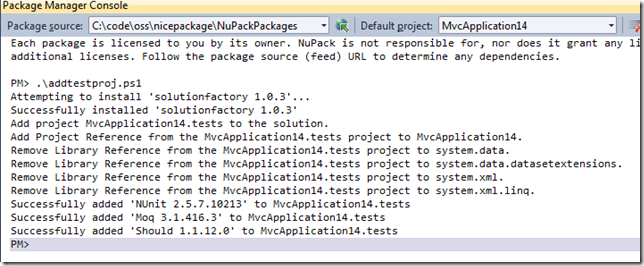 Package Manager Console
Package source: C:\code\oss\nicepackage\NuPackPackages Default project: MvcApplication14
Each package is licensed to you by its owner. NuPack is not responsible for, nor does it grant any li
additional licenses. Follow the package source (feed) URL to determine any dependencies.
PM> .\addtestproj.ps1
Attempting to install 'solutionfactory 1.0.3'...
Successfully installed 'solutionfactory 1.0.3'
Add project MvcApplication14.tests to the solution.
Add Project Reference from the MvcApplication14.tests project to MvcApplication14.
Remove Library Reference from the MvcApplication14.tests project to system.data.
Remove Library Reference from the MvcApplication14.tests project to system.data.datasetextensions.
Remove Library Reference from the MvcApplication14.tests project to system.xml.
Remove Library Reference from the MvcApplication14.tests project to system.xml.linq.
Successfully added 'NUnit 2.5.7.10213' to MvcApplication14.tests
Successfully added 'Moq 3.1.416.3' to MvcApplication14.tests
Successfully added 'Should 1.1.12.0' to MvcApplication14.tests
PM>